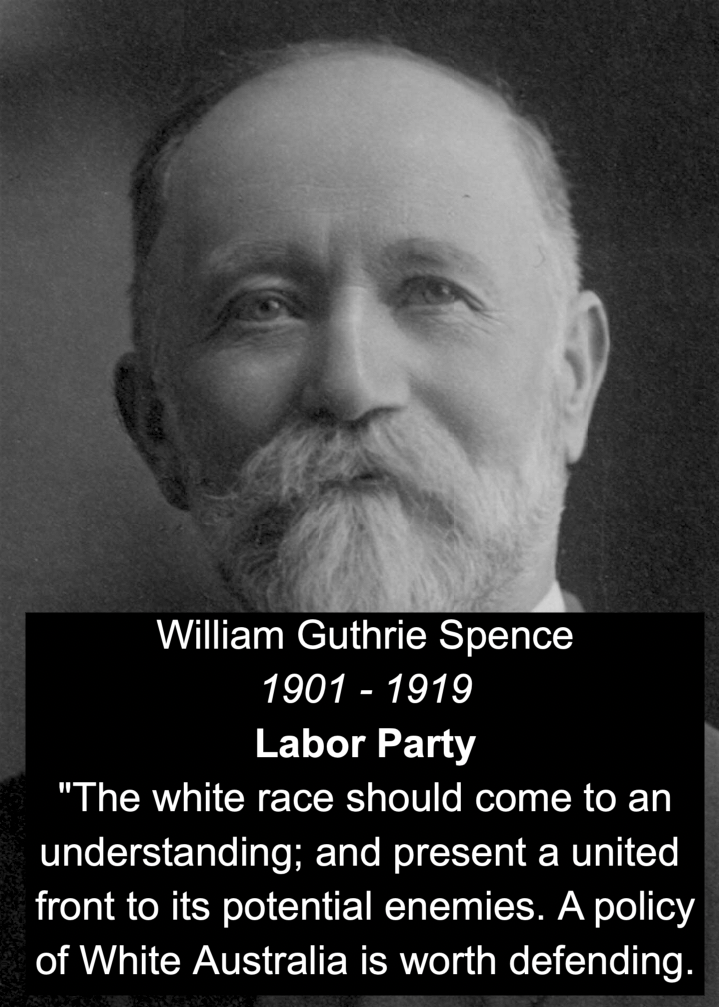 William Guthrie Spence
1901 - 1919
Labor Party
"The white race should come to an
understanding; and present a united
front to its potential enemies. A policy
of White Australia is worth defending.